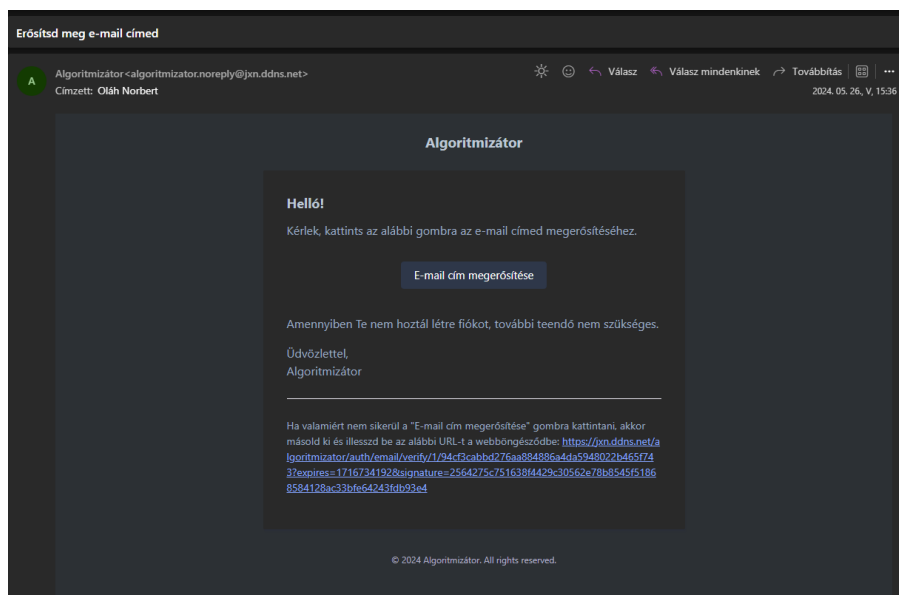 Erősítsd meg e-mail címed
A
Algoritmizátor<algoritmizator.noreply@jxn.ddns.net>
Címzett: Oláh Norbert
Válasz
Válasz mindenkinek
Továbbítás
2024. 05. 26., V, 15:36
Algoritmizátor
Helló!
Kérlek, kattints az alábbi gombra az e-mail címed megerősítéséhez.
E-mail cím megerősítése
Amennyiben Te nem hoztál létre fiókot, további teendő nem szükséges.
Üdvözlettel,
Algoritmizátor
Ha valamiért nem sikerül a "E-mail cím megerősítése" gombra kattintani, akkor
másold ki és illeszd be az alábbi URL-t a webböngésződbe: https://jxn.ddns.net/a
lgoritmizator/auth/email/verify/1/94cf3cabbd276aa884886a4da5948022b465f74
3?expires=1716734192&signature=2564275c751638f4429c30562e78b8545f5186
8584128ac33bfe64243fdb93e4
© 2024 Algoritmizátor. All rights reserved.